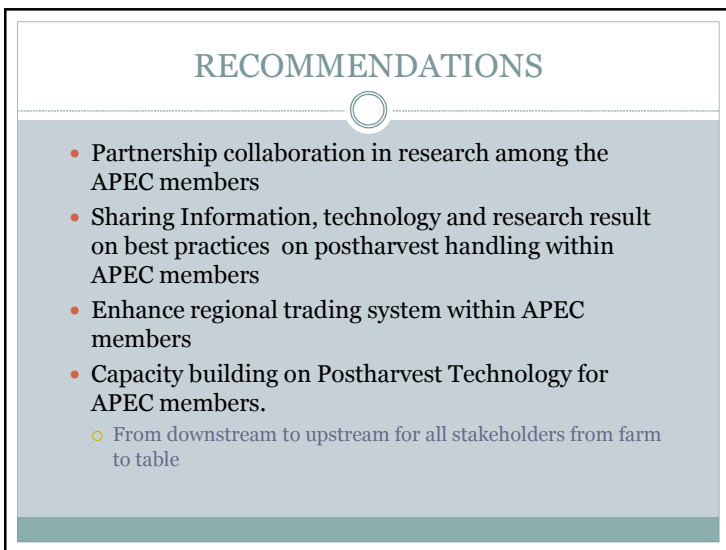 RECOMMENDATIONS
• Partnership collaboration in research among the
APEC members
• Sharing Information, technology and research result
on best practices  on postharvest handling within
APEC members
• Enhance regional trading system within APEC
members
• Capacity building on Postharvest Technology for
APEC members.
○ From downstream to upstream for all stakeholders from farm
to table